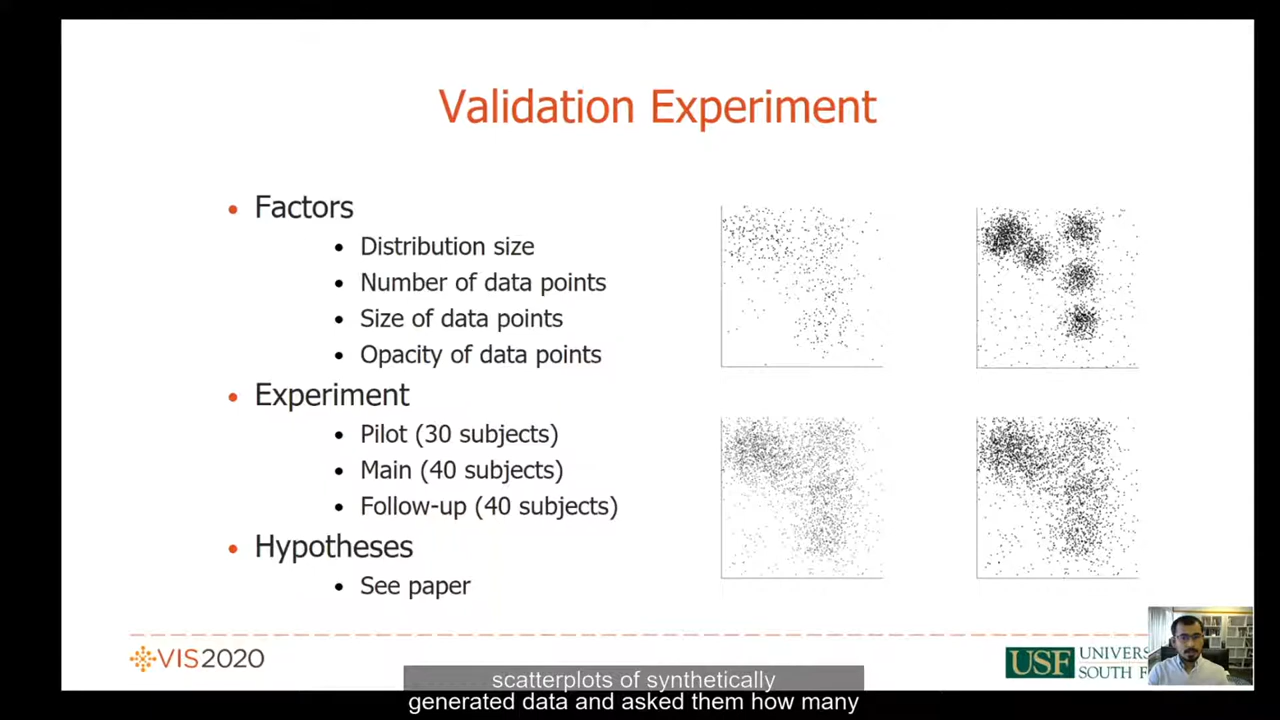 Validation Experiment
• Factors
• Distribution size
• Number of data points
• Size of data points
• Opacity of data points
• Experiment
• Pilot (30 subjects)
• Main (40 subjects)
• Follow-up (40 subjects)
• Hypotheses
• See paper
VIS2020
USF
UNIVERS
SOUTH F
scatterplots of synthetically
generated data and asked them how many